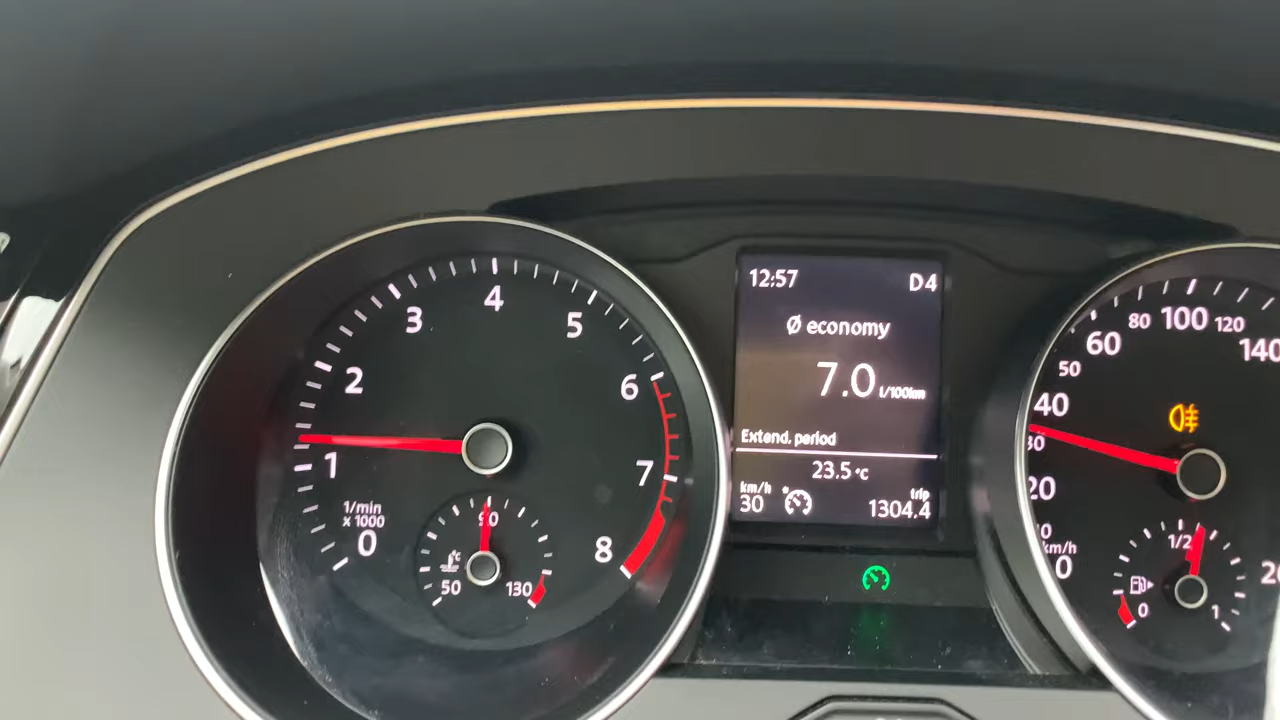 4
3
5
2
6
1
7
1/min
x 1000
0
8
90
°C
50
130
12:57
D4
Ø economy
7.0 l/100km
Extend. period
23.5 °C
km/h
30
trip
1304.4
80
100
120
60
140
50
40
30
20
km/h
0
1/2
0
1